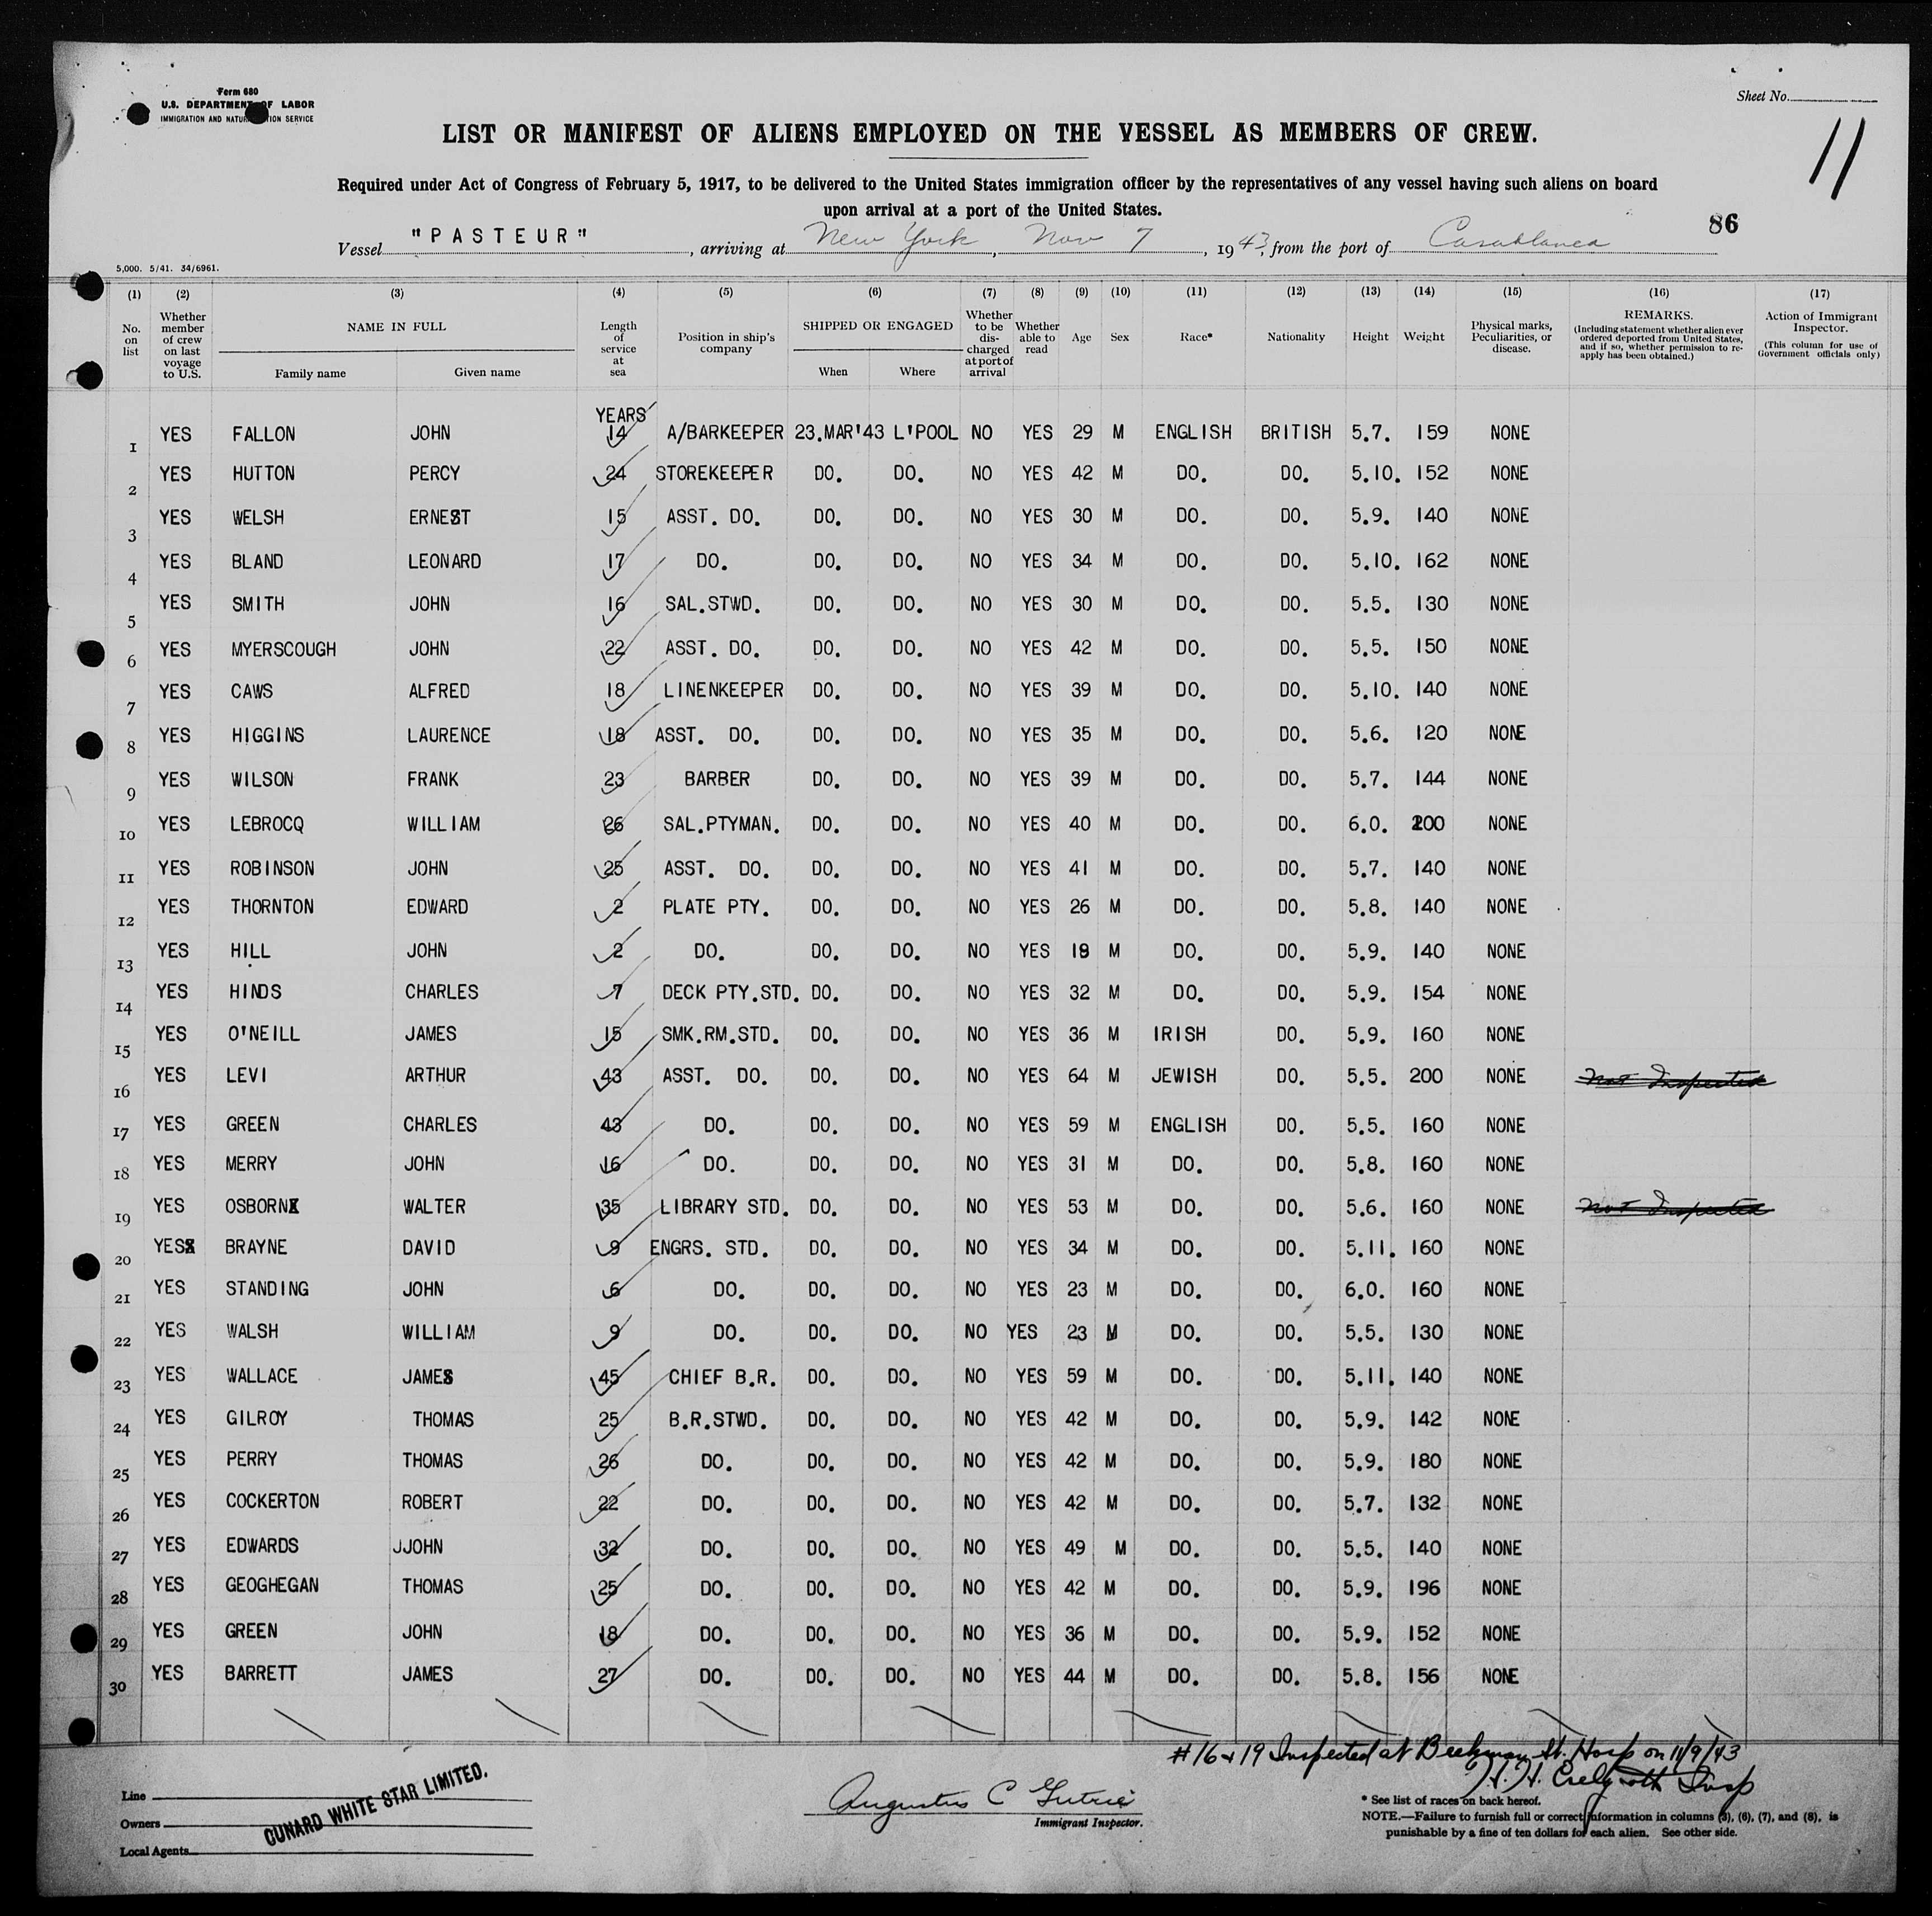 Form 680
U.S. DEPARTMENT OF LABOR
IMMIGRATION AND NATURALIZATION SERVICE
Sheet No.
11
LIST OR MANIFEST OF ALIENS EMPLOYED ON THE VESSEL AS MEMBERS OF CREW.
Required under Act of Congress of February 5, 1917, to be delivered to the United States immigration officer by the representatives of any vessel having such aliens on board
upon arrival at a port of the United States.
86
Vessel "PASTEUR", arriving at New York, Nov 7, 1943, from the port of Casablanca
5,000. 5/41. 34/6961.
(1) (2) (3) (4) (5) (6) (7) (8) (9) (10) (11) (12) (13) (14) (15) (16) (17)
No. on list | Whether member of crew on last voyage to U.S. | NAME IN FULL Family name Given name | Length of service at sea | Position in ship's company | SHIPPED OR ENGAGED When Where | Whether to be discharged at port of arrival | Whether able to read | Age | Sex | Race* | Nationality | Height | Weight | Physical marks, Peculiarities, or disease. | REMARKS. (Including statement whether alien ever ordered deported from United States, and if so, whether permission to reapply has been obtained.) | Action of Immigrant Inspector. (This column for use of Government officials only)
YEARS
1 YES FALLON JOHN 14 A/BARKEEPER 23.MAR'43 L'POOL NO YES 29 M ENGLISH BRITISH 5.7. 159 NONE
2 YES HUTTON PERCY 24 STOREKEEPER DO. DO. NO YES 42 M DO. DO. 5.10. 152 NONE
3 YES WELSH ERNEST 15 ASST. DO. DO. DO. NO YES 30 M DO. DO. 5.9. 140 NONE
4 YES BLAND LEONARD 17 DO. DO. DO. NO YES 34 M DO. DO. 5.10. 162 NONE
5 YES SMITH JOHN 16 SAL.STWD. DO. DO. NO YES 30 M DO. DO. 5.5. 130 NONE
6 YES MYERSCOUGH JOHN 22 ASST. DO. DO. DO. NO YES 42 M DO. DO. 5.5. 150 NONE
7 YES CAWS ALFRED 18 LINENKEEPER DO. DO. NO YES 39 M DO. DO. 5.10. 140 NONE
8 YES HIGGINS LAURENCE 18 ASST. DO. DO. DO. NO YES 35 M DO. DO. 5.6. 120 NONE
9 YES WILSON FRANK 23 BARBER DO. DO. NO YES 39 M DO. DO. 5.7. 144 NONE
10 YES LEBROCQ WILLIAM 26 SAL.PTYMAN. DO. DO. NO YES 40 M DO. DO. 6.0. 200 NONE
11 YES ROBINSON JOHN 25 ASST. DO. DO. DO. NO YES 41 M DO. DO. 5.7. 140 NONE
12 YES THORNTON EDWARD 2 PLATE PTY. DO. DO. NO YES 26 M DO. DO. 5.8. 140 NONE
13 YES HILL JOHN 2 DO. DO. DO. NO YES 18 M DO. DO. 5.9. 140 NONE
14 YES HINDS CHARLES 7 DECK PTY.STD. DO. DO. NO YES 32 M DO. DO. 5.9. 154 NONE
15 YES O'NEILL JAMES 15 SMK.RM.STD. DO. DO. NO YES 36 M IRISH DO. 5.9. 160 NONE
16 YES LEVI ARTHUR 43 ASST. DO. DO. DO. NO YES 64 M JEWISH DO. 5.5. 200 NONE Not Inspected
17 YES GREEN CHARLES 43 DO. DO. DO. NO YES 59 M ENGLISH DO. 5.5. 160 NONE
18 YES MERRY JOHN 16 DO. DO. DO. NO YES 31 M DO. DO. 5.8. 160 NONE
19 YES OSBORN WALTER 35 LIBRARY STD. DO. DO. NO YES 53 M DO. DO. 5.6. 160 NONE Not Inspected
20 YES BRAYNE DAVID 9 ENGRS. STD. DO. DO. NO YES 34 M DO. DO. 5.11. 160 NONE
21 YES STANDING JOHN 6 DO. DO. DO. NO YES 23 M DO. DO. 6.0. 160 NONE
22 YES WALSH WILLIAM 9 DO. DO. DO. NO YES 23 M DO. DO. 5.5. 130 NONE
23 YES WALLACE JAMES 45 CHIEF B.R. DO. DO. NO YES 59 M DO. DO. 5.11. 140 NONE
24 YES GILROY THOMAS 25 B.R.STWD. DO. DO. NO YES 42 M DO. DO. 5.9. 142 NONE
25 YES PERRY THOMAS 26 DO. DO. DO. NO YES 42 M DO. DO. 5.9. 180 NONE
26 YES COCKERTON ROBERT 22 DO. DO. DO. NO YES 42 M DO. DO. 5.7. 132 NONE
27 YES EDWARDS JJOHN 32 DO. DO. DO. NO YES 49 M DO. DO. 5.5. 140 NONE
28 YES GEOGHEGAN THOMAS 25 DO. DO. DO. NO YES 42 M DO. DO. 5.9. 196 NONE
29 YES GREEN JOHN 18 DO. DO. DO. NO YES 36 M DO. DO. 5.9. 152 NONE
30 YES BARRETT JAMES 27 DO. DO. DO. NO YES 44 M DO. DO. 5.8. 156 NONE
#16 & 19 Inspected at Beekman St. Hosp on 11/9/43
H.H. Insp
Line
Owners
Local Agents
CUNARD WHITE STAR LIMITED.
Augustus C
Immigrant Inspector.
* See list of races on back hereof.
NOTE.—Failure to furnish full or correct information in columns (3), (6), (7), and (8), is
punishable by a fine of ten dollars for each alien. See other side.